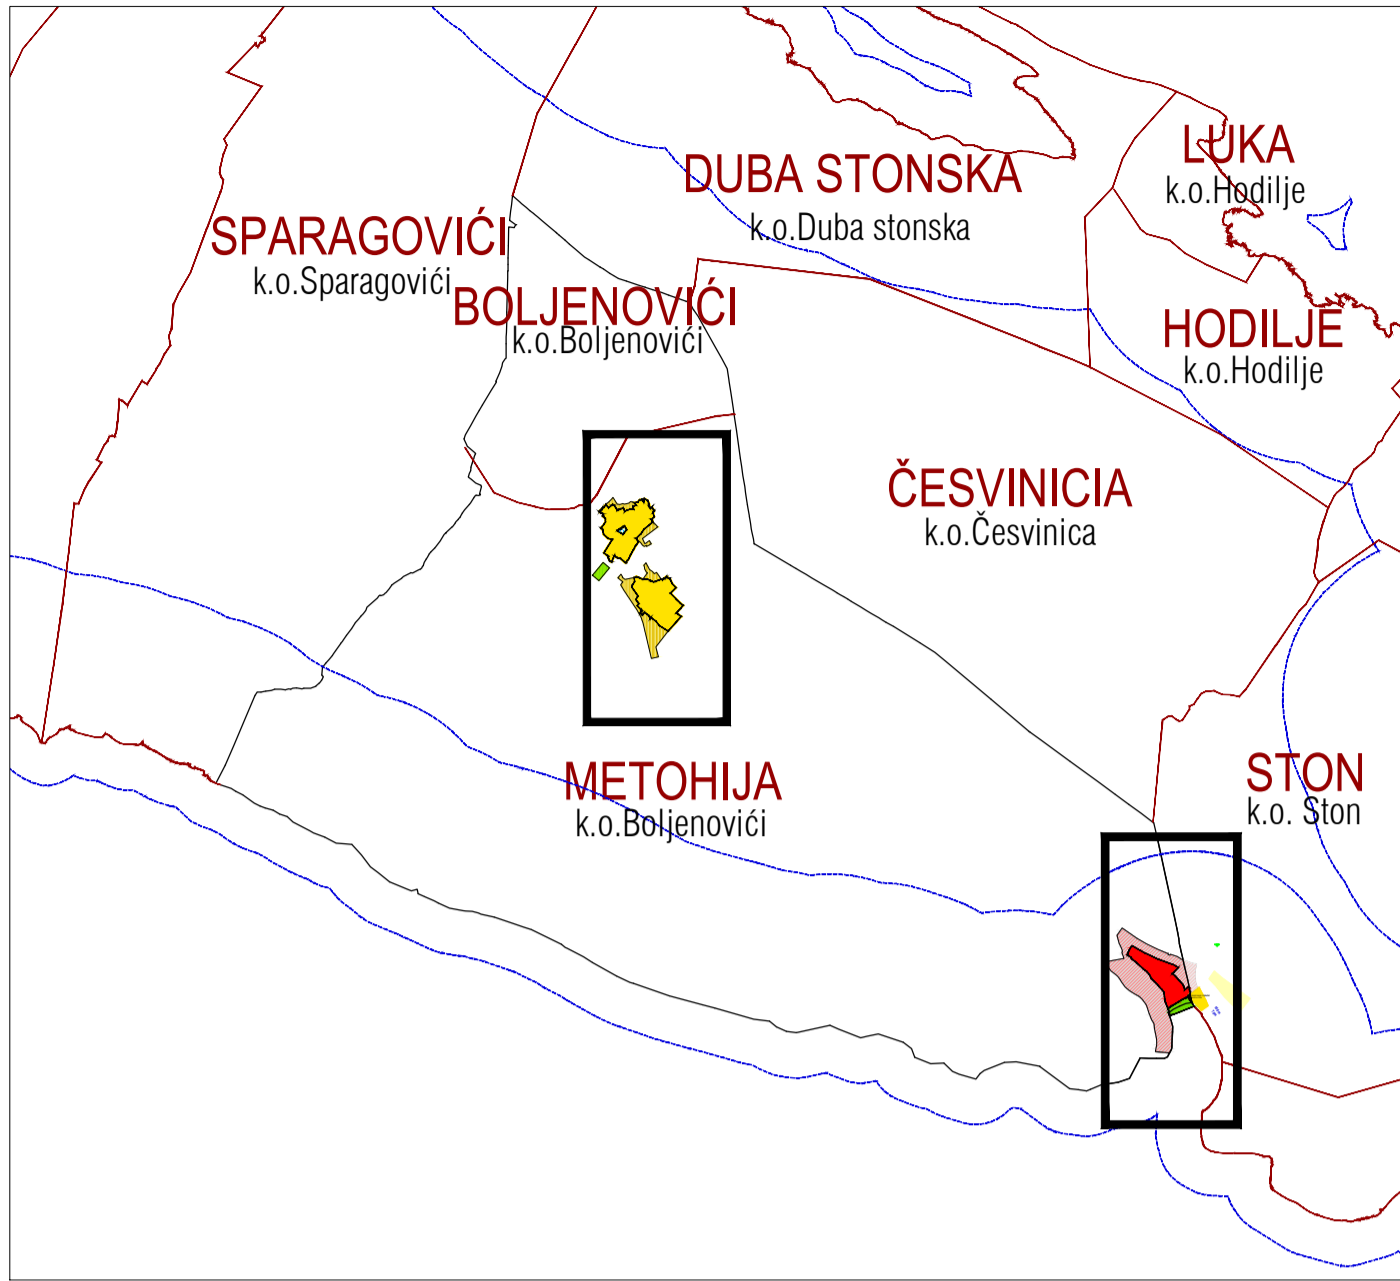 LUKA
k.o.Hodilje
DUBA STONSKA
k.o.Duba stonska
SPARAGOVIĆI
k.o.Sparagovići
BOLJENOVIĆI
k.o.Boljenovići
HODILJE
k.o.Hodilje
ČESVINICIA
k.o.Česvinica
METOHIJA
k.o.Boljenovići
STON
k.o. Ston